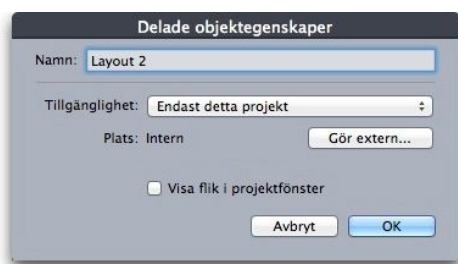 Delade objektegenskaper
Namn: Layout 2
Tillgänglighet: Endast detta projekt
Plats: Intern Gör extern...
Visa flik i projektfönster
Avbryt OK